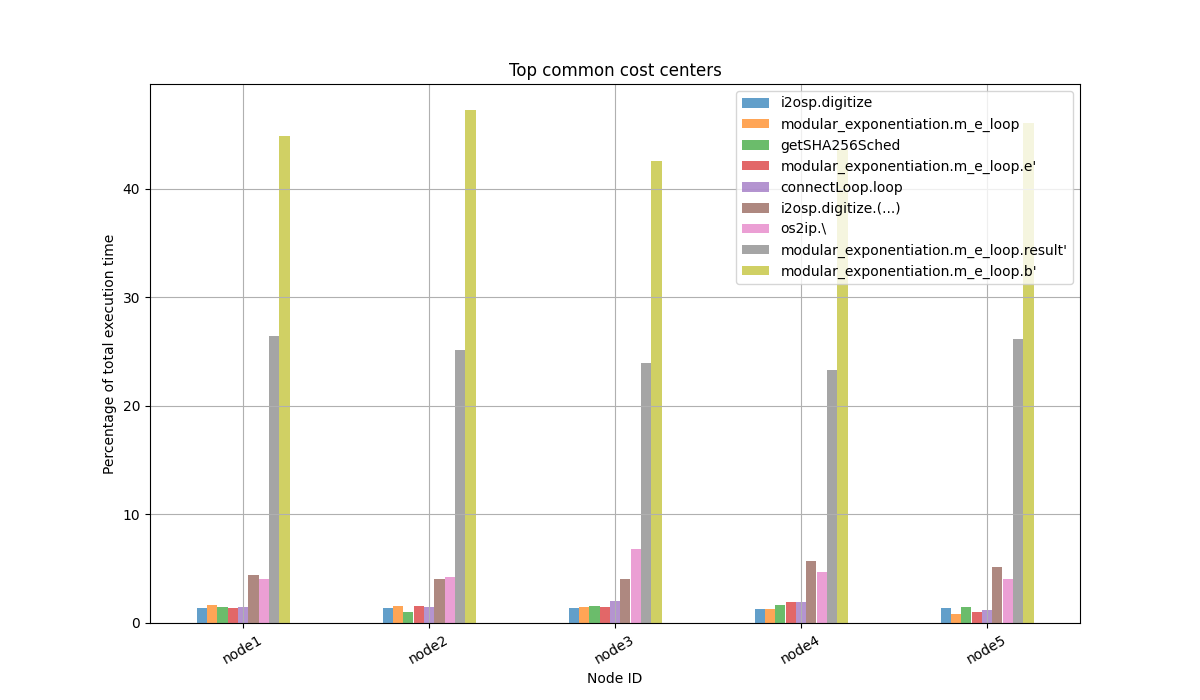 Top common cost centers
i2osp.digitize
modular_exponentiation.m_e_loop
getSHA256Sched
modular_exponentiation.m_e_loop.e'
connectLoop.loop
i2osp.digitize.(...)
os2ip.\
modular_exponentiation.m_e_loop.result'
modular_exponentiation.m_e_loop.b'
Percentage of total execution time
40
30
20
10
0
node1
node2
node3
node4
node5
Node ID